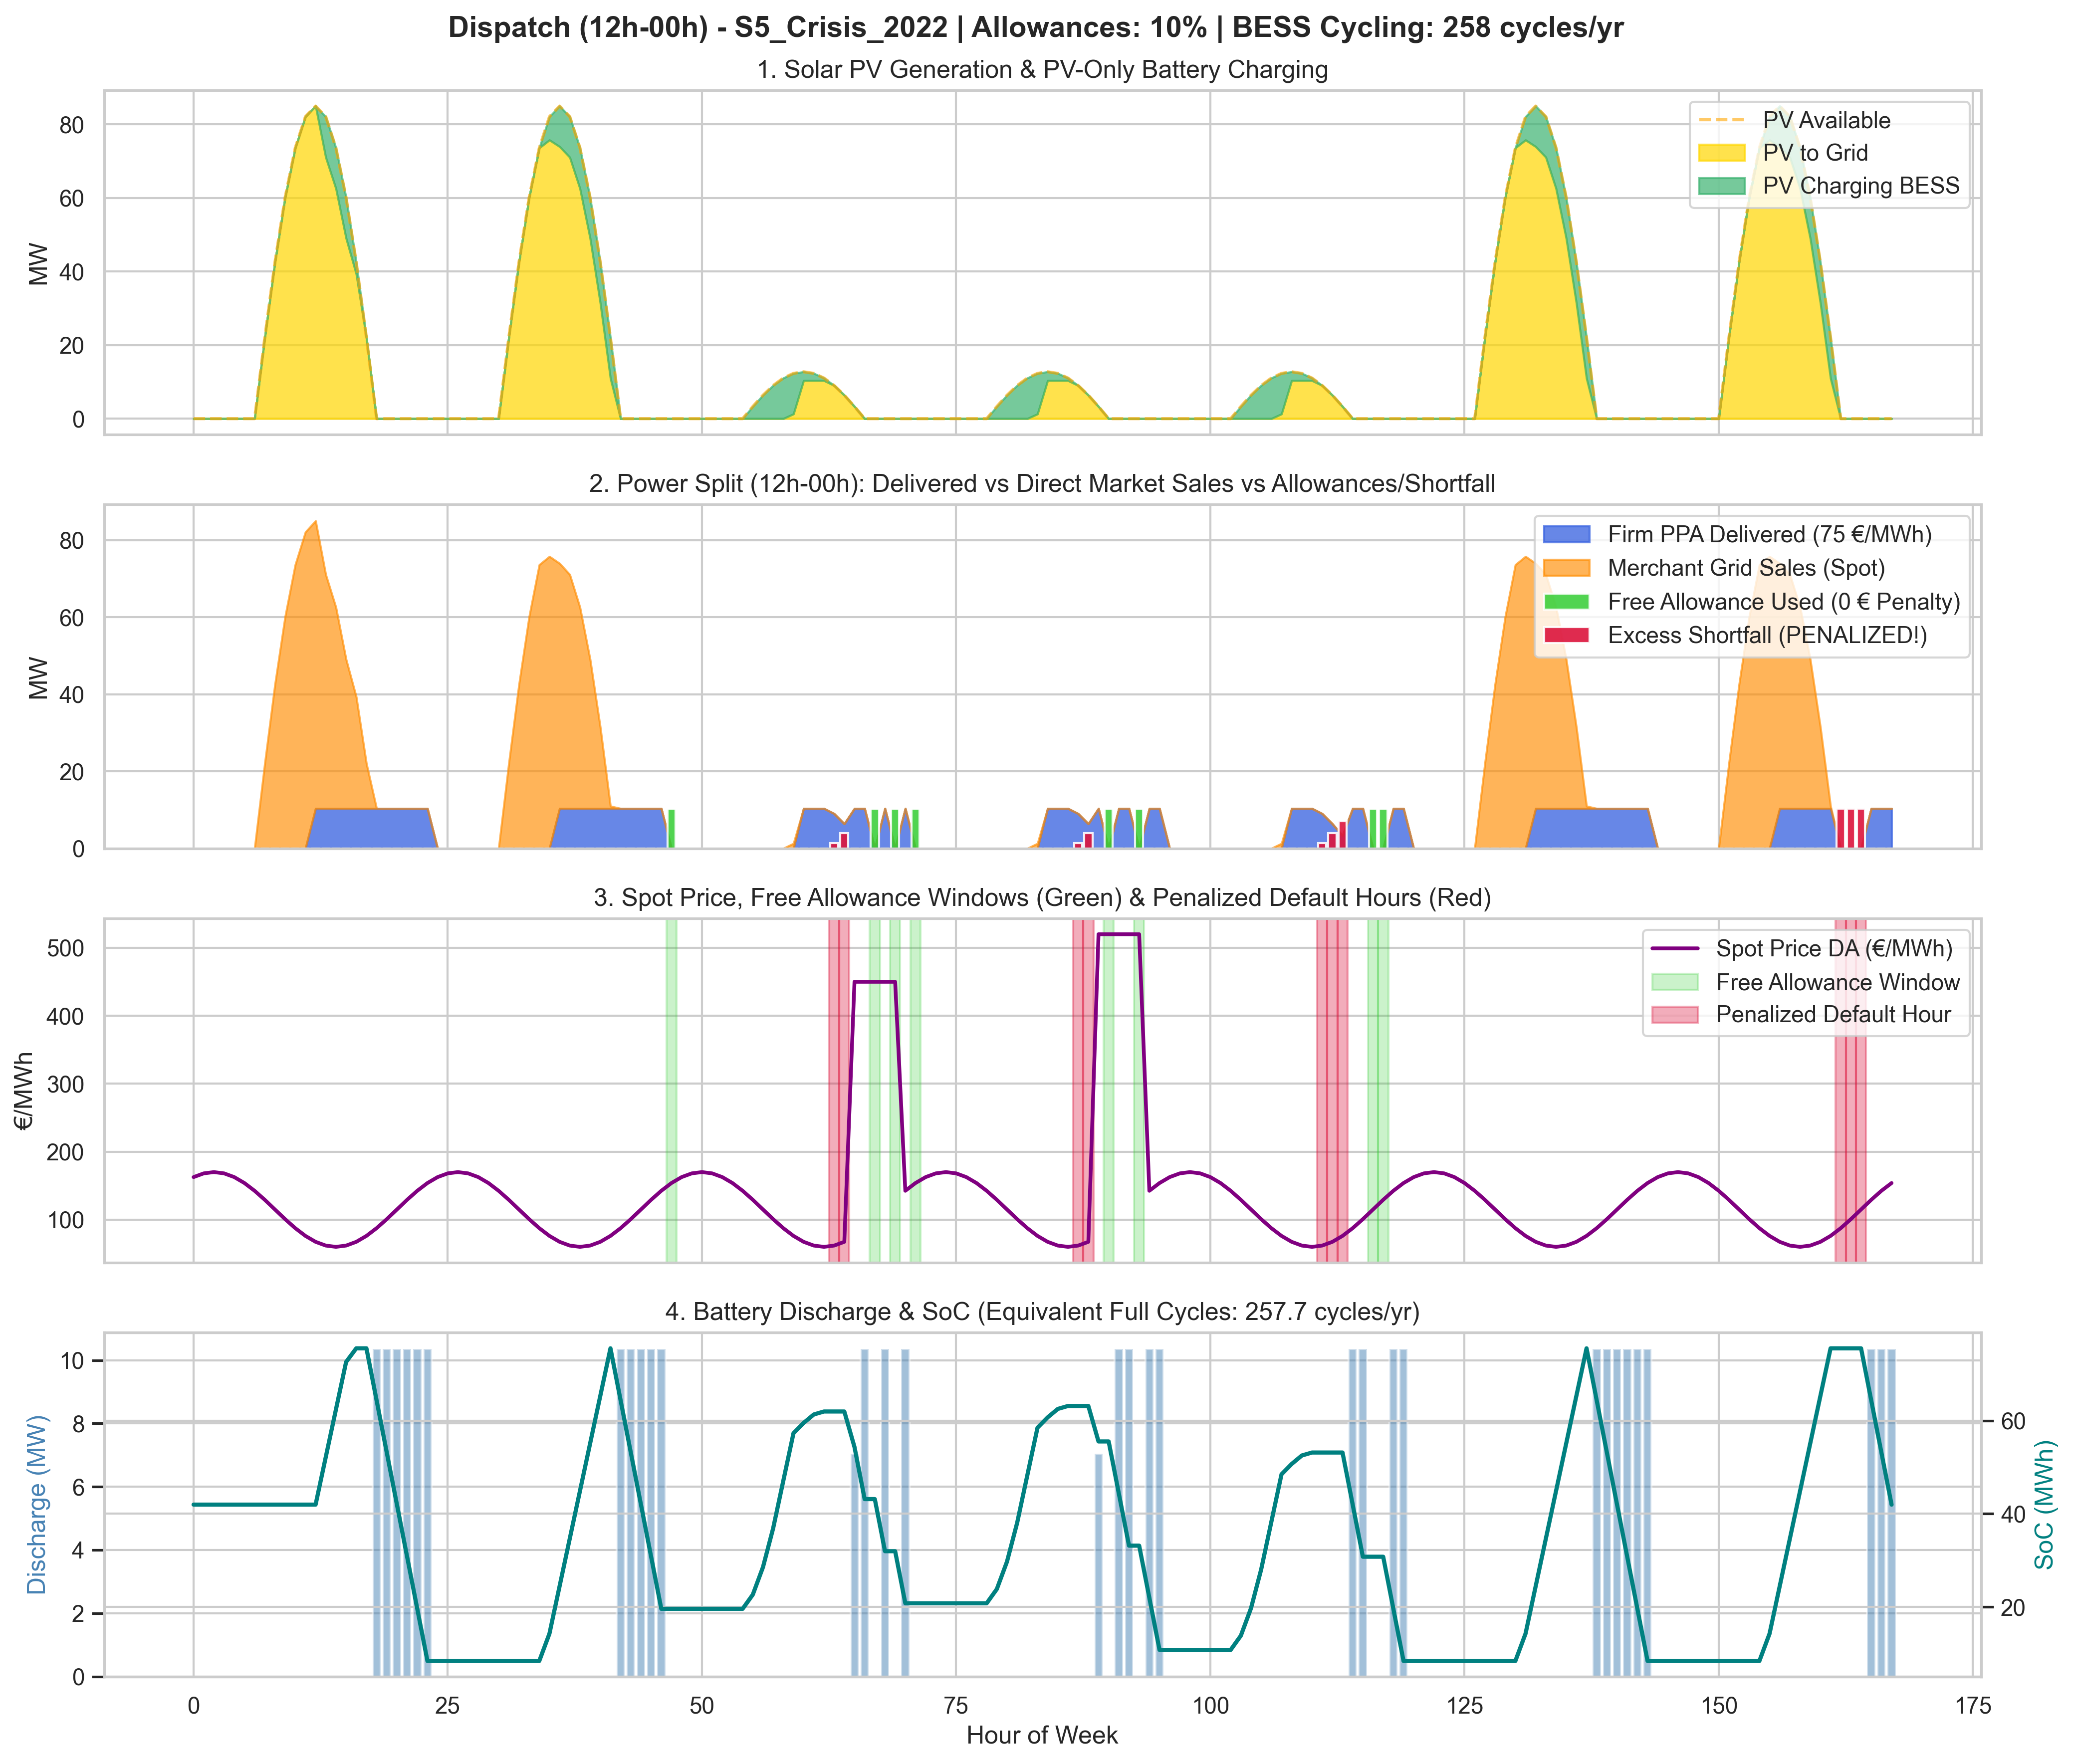 Dispatch (12h-00h) - S5_Crisis_2022 | Allowances: 10% | BESS Cycling: 258 cycles/yr
1. Solar PV Generation & PV-Only Battery Charging
PV Available
PV to Grid
PV Charging BESS
MW
80
60
40
20
0
2. Power Split (12h-00h): Delivered vs Direct Market Sales vs Allowances/Shortfall
Firm PPA Delivered (75 €/MWh)
Merchant Grid Sales (Spot)
Free Allowance Used (0 € Penalty)
Excess Shortfall (PENALIZED!)
MW
80
60
40
20
0
3. Spot Price, Free Allowance Windows (Green) & Penalized Default Hours (Red)
Spot Price DA (€/MWh)
Free Allowance Window
Penalized Default Hour
€/MWh
500
400
300
200
100
4. Battery Discharge & SoC (Equivalent Full Cycles: 257.7 cycles/yr)
Discharge (MW)
10
8
6
4
2
0
SoC (MWh)
60
40
20
0 25 50 75 100 125 150 175
Hour of Week